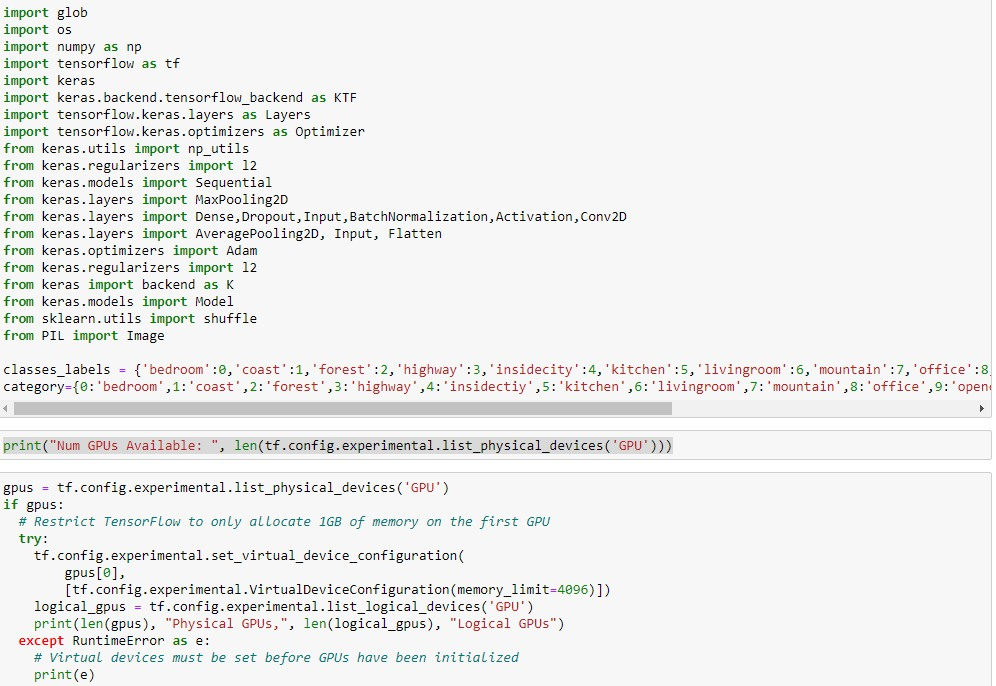 import glob
import os
import numpy as np
import tensorflow as tf
import keras
import keras.backend.tensorflow_backend as KTF
import tensorflow.keras.layers as Layers
import tensorflow.keras.optimizers as Optimizer
from keras.utils import np_utils
from keras.regularizers import l2
from keras.models import Sequential
from keras.layers import MaxPooling2D
from keras.layers import Dense,Dropout,Input,BatchNormalization,Activation,Conv2D
from keras.layers import AveragePooling2D, Input, Flatten
from keras.optimizers import Adam
from keras.regularizers import l2
from keras import backend as K
from keras.models import Model
from sklearn.utils import shuffle
from PIL import Image

classes_labels = {'bedroom':0,'coast':1,'forest':2,'highway':3,'insidecity':4,'kitchen':5,'livingroom':6,'mountain':7,'office':8,
category={0:'bedroom',1:'coast',2:'forest',3:'highway',4:'insidectiy',5:'kitchen',6:'livingroom',7:'mountain',8:'office',9:'open

print("Num GPUs Available: ", len(tf.config.experimental.list_physical_devices('GPU')))

gpus = tf.config.experimental.list_physical_devices('GPU')
if gpus:
  # Restrict TensorFlow to only allocate 1GB of memory on the first GPU
  try:
    tf.config.experimental.set_virtual_device_configuration(
        gpus[0],
        [tf.config.experimental.VirtualDeviceConfiguration(memory_limit=4096)])
    logical_gpus = tf.config.experimental.list_logical_devices('GPU')
    print(len(gpus), "Physical GPUs,", len(logical_gpus), "Logical GPUs")
  except RuntimeError as e:
    # Virtual devices must be set before GPUs have been initialized
    print(e)